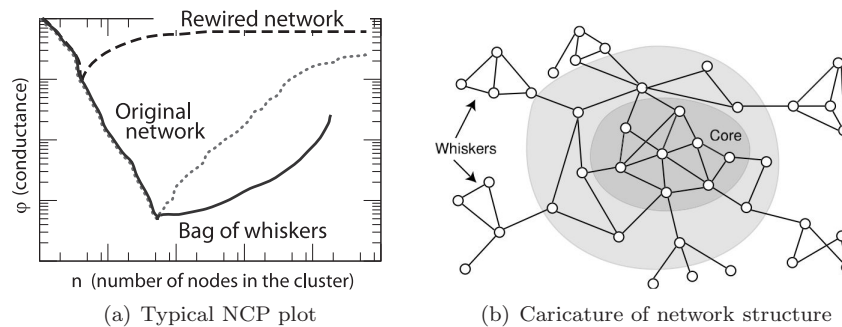 Rewired network
φ (conductance)
Original
network
Bag of whiskers
n (number of nodes in the cluster)
(a) Typical NCP plot
Whiskers
Core
(b) Caricature of network structure